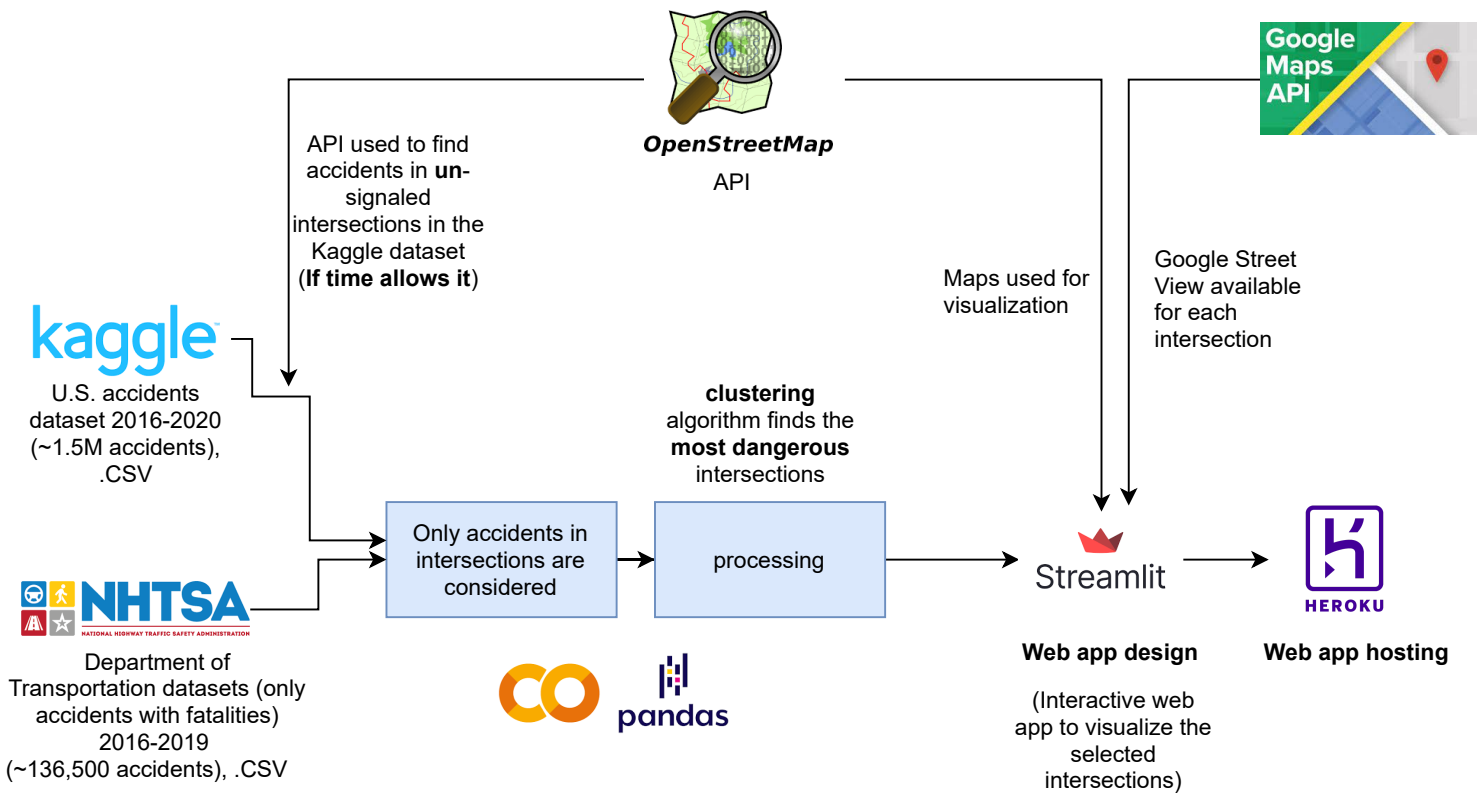 OpenStreetMap
API
Google
Maps
API
API used to find
accidents in un-
signaled
intersections in the
Kaggle dataset
(If time allows it)
Maps used for
visualization
Google Street
View available
for each
intersection
kaggle
U.S. accidents
dataset 2016-2020
(~1.5M accidents),
.CSV
clustering
algorithm finds the
most dangerous
intersections
Only accidents in
intersections are
considered
processing
Streamlit
HEROKU
NHTSA
NATIONAL HIGHWAY TRAFFIC SAFETY ADMINISTRATION
Department of
Transportation datasets (only
accidents with fatalities)
2016-2019
(~136,500 accidents), .CSV
pandas
Web app design
(Interactive web
app to visualize the
selected
intersections)
Web app hosting